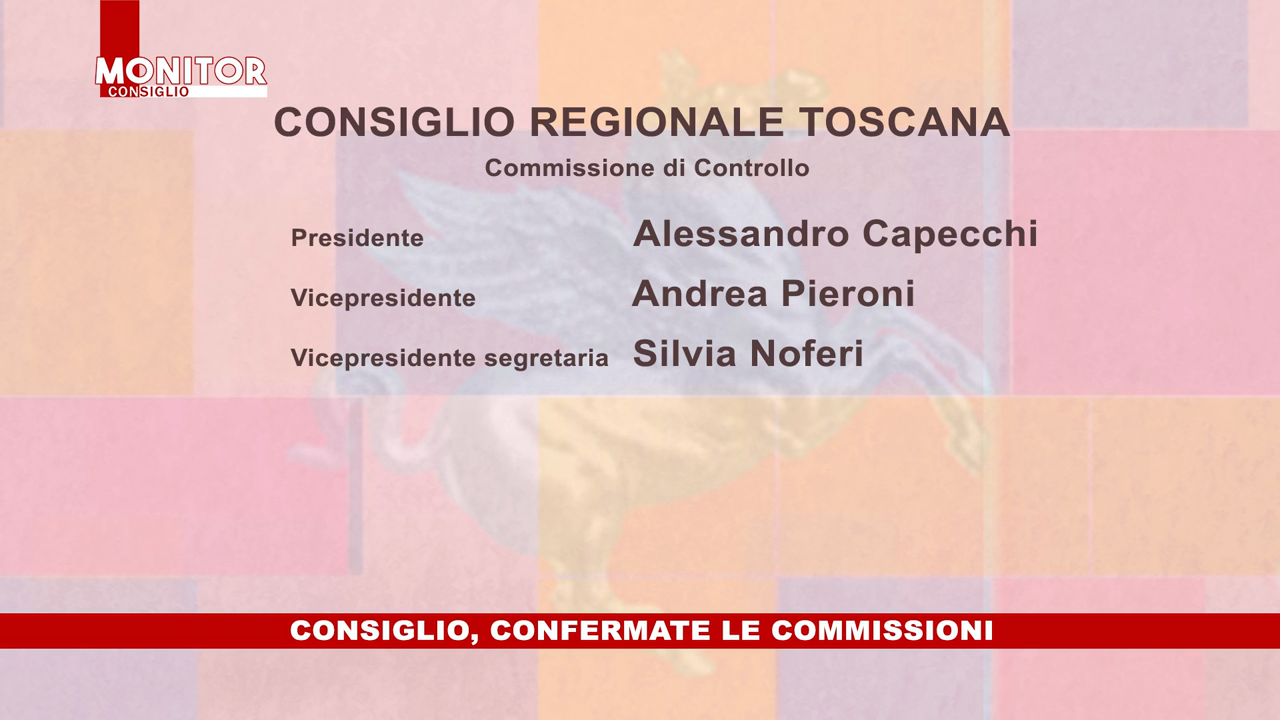 MONITOR
CONSIGLIO
CONSIGLIO REGIONALE TOSCANA
Commissione di Controllo
Presidente Alessandro Capecchi
Vicepresidente Andrea Pieroni
Vicepresidente segretaria Silvia Noferi
CONSIGLIO, CONFERMATE LE COMMISSIONI